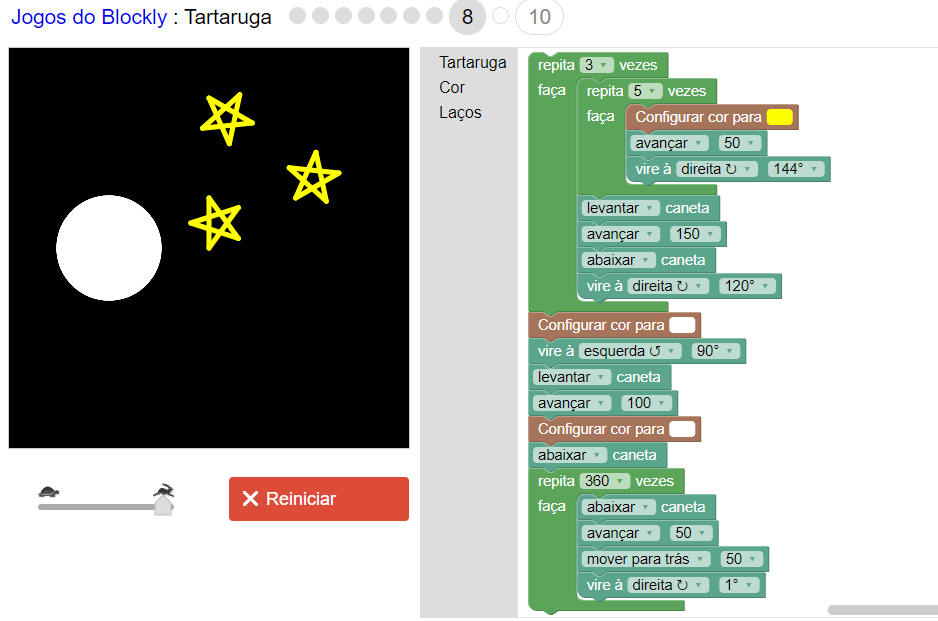 Jogos do Blockly : Tartaruga 8 10
Tartaruga
Cor
Laços
repita 3 vezes
faça repita 5 vezes
faça Configurar cor para
avançar 50
vire à direita ↻ 144°
levantar caneta
avançar 150
abaixar caneta
vire à direita ↻ 120°
Configurar cor para
vire à esquerda ↺ 90°
levantar caneta
avançar 100
Configurar cor para
abaixar caneta
repita 360 vezes
faça abaixar caneta
avançar 50
mover para trás 50
vire à direita ↻ 1°
Reiniciar